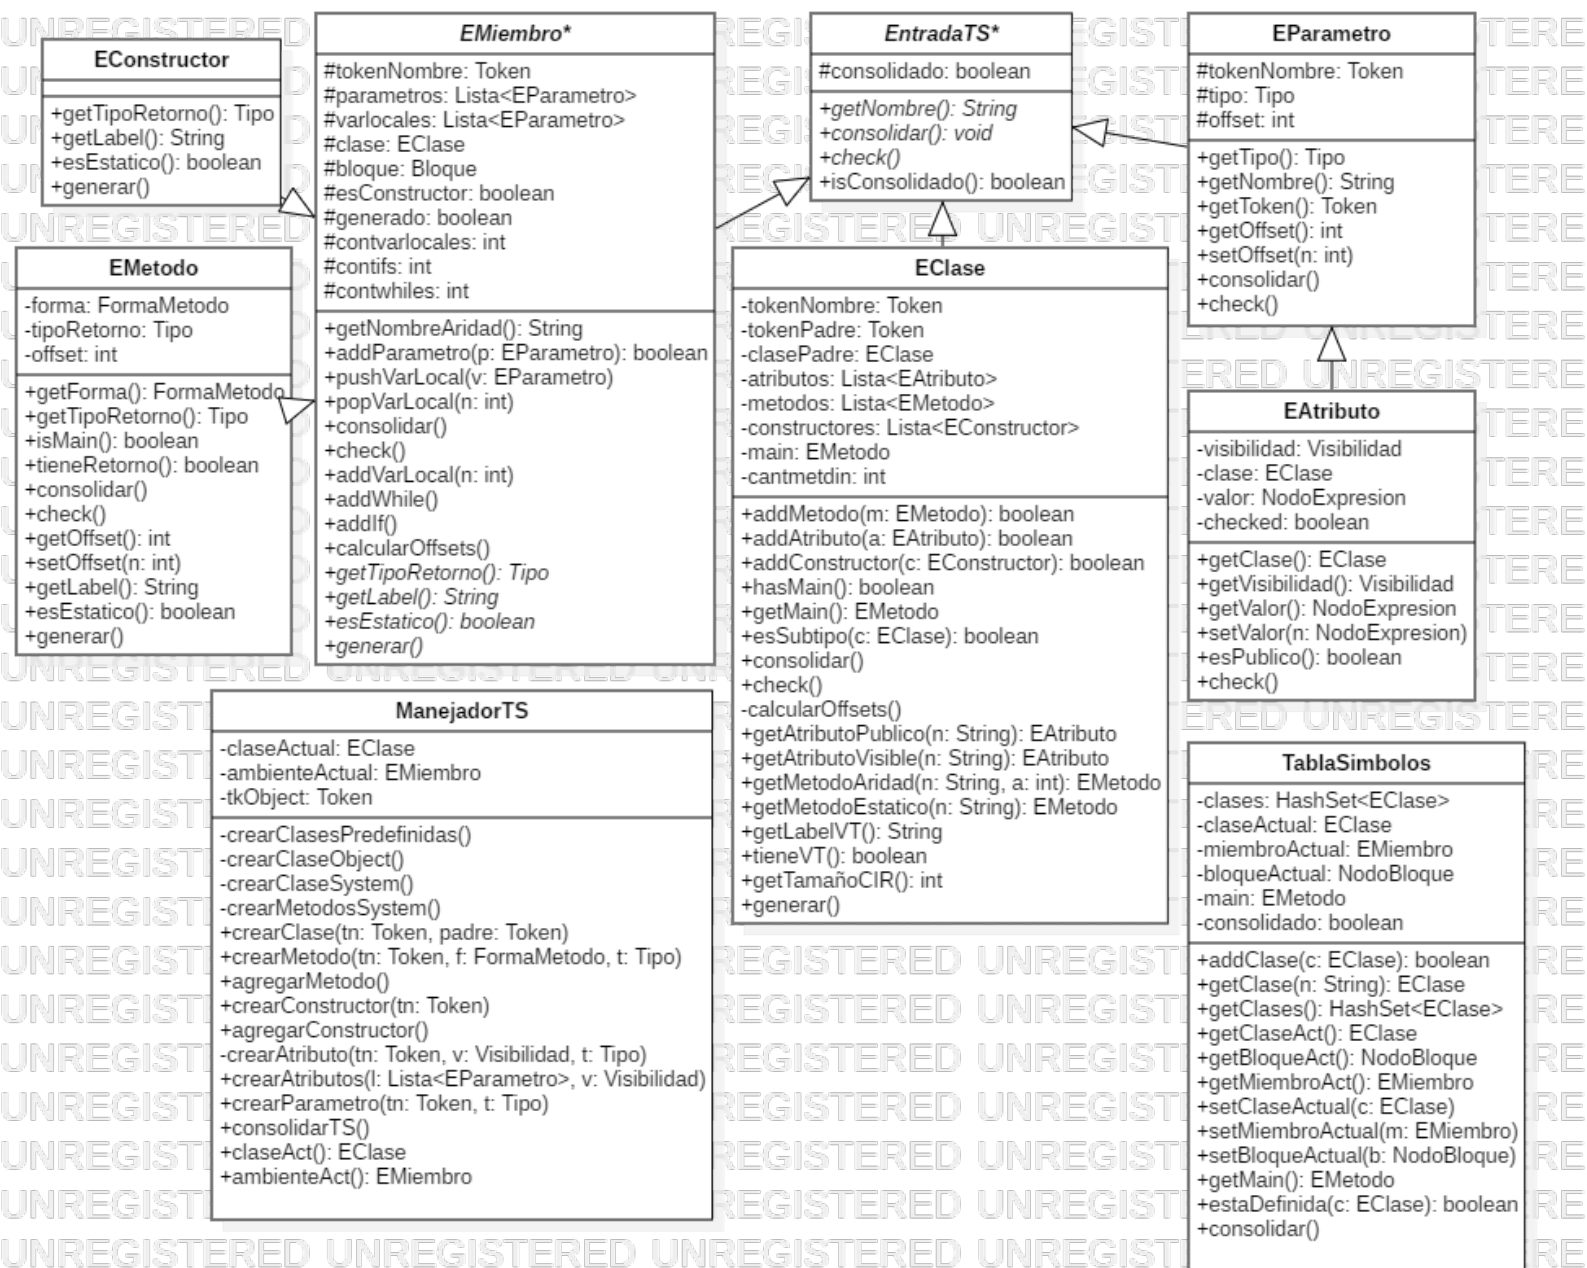 EConstructor
+getTipoRetorno(): Tipo
+getLabel(): String
+esEstatico(): boolean
+generar()
EMiembro*
#tokenNombre: Token
#parametros: Lista<EParametro>
#varlocales: Lista<EParametro>
#clase: EClase
#bloque: Bloque
#esConstructor: boolean
#generado: boolean
#contvarlocales: int
#contifs: int
#contwhiles: int
+getNombreAridad(): String
+addParametro(p: EParametro): boolean
+pushVarLocal(v: EParametro)
+popVarLocal(n: int)
+consolidar()
+check()
+addVarLocal(n: int)
+addWhile()
+addIf()
+calcularOffsets()
+getTipoRetorno(): Tipo
+getLabel(): String
+esEstatico(): boolean
+generar()
EntradaTS*
#consolidado: boolean
+getNombre(): String
+consolidar(): void
+check()
+isConsolidado(): boolean
EParametro
#tokenNombre: Token
#tipo: Tipo
#offset: int
+getTipo(): Tipo
+getNombre(): String
+getToken(): Token
+getOffset(): int
+setOffset(n: int)
+consolidar()
+check()
EMetodo
-forma: FormaMetodo
-tipoRetorno: Tipo
-offset: int
+getForma(): FormaMetodo
+getTipoRetorno(): Tipo
+isMain(): boolean
+tieneRetorno(): boolean
+consolidar()
+check()
+getOffset(): int
+setOffset(n: int)
+getLabel(): String
+esEstatico(): boolean
+generar()
EClase
-tokenNombre: Token
-tokenPadre: Token
-clasePadre: EClase
-atributos: Lista<EAtributo>
-metodos: Lista<EMetodo>
-constructores: Lista<EConstructor>
-main: EMetodo
-cantmetdin: int
+addMetodo(m: EMetodo): boolean
+addAtributo(a: EAtributo): boolean
+addConstructor(c: EConstructor): boolean
+hasMain(): boolean
+getMain(): EMetodo
+esSubtipo(c: EClase): boolean
+consolidar()
+check()
-calcularOffsets()
+getAtributoPublico(n: String): EAtributo
+getAtributoVisible(n: String): EAtributo
+getMetodoAridad(n: String, a: int): EMetodo
+getMetodoEstatico(n: String): EMetodo
+getLabelVT(): String
+tieneVT(): boolean
+getTamañoCIR(): int
+generar()
EAtributo
-visibilidad: Visibilidad
-clase: EClase
-valor: NodoExpresion
-checked: boolean
+getClase(): EClase
+getVisibilidad(): Visibilidad
+getValor(): NodoExpresion
+setValor(n: NodoExpresion)
+esPublico(): boolean
+check()
ManejadorTS
-claseActual: EClase
-ambienteActual: EMiembro
-tkObject: Token
-crearClasesPredefinidas()
-crearClaseObject()
-crearClaseSystem()
-crearMetodosSystem()
+crearClase(tn: Token, padre: Token)
+crearMetodo(tn: Token, f: FormaMetodo, t: Tipo)
+agregarMetodo()
+crearConstructor(tn: Token)
+agregarConstructor()
-crearAtributo(tn: Token, v: Visibilidad, t: Tipo)
+crearAtributos(l: Lista<EParametro>, v: Visibilidad)
+crearParametro(tn: Token, t: Tipo)
+consolidarTS()
+claseAct(): EClase
+ambienteAct(): EMiembro
TablaSimbolos
-clases: HashSet<EClase>
-claseActual: EClase
-miembroActual: EMiembro
-bloqueActual: NodoBloque
-main: EMetodo
-consolidado: boolean
+addClase(c: EClase): boolean
+getClase(n: String): EClase
+getClases(): HashSet<EClase>
+getClaseAct(): EClase
+getBloqueAct(): NodoBloque
+getMiembroAct(): EMiembro
+setClaseActual(c: EClase)
+setMiembroActual(m: EMiembro)
+setBloqueActual(b: NodoBloque)
+getMain(): EMetodo
+estaDefinida(c: EClase): boolean
+consolidar()
UNREGISTERED UNREGISTERED UNREGISTERED UNREGIST